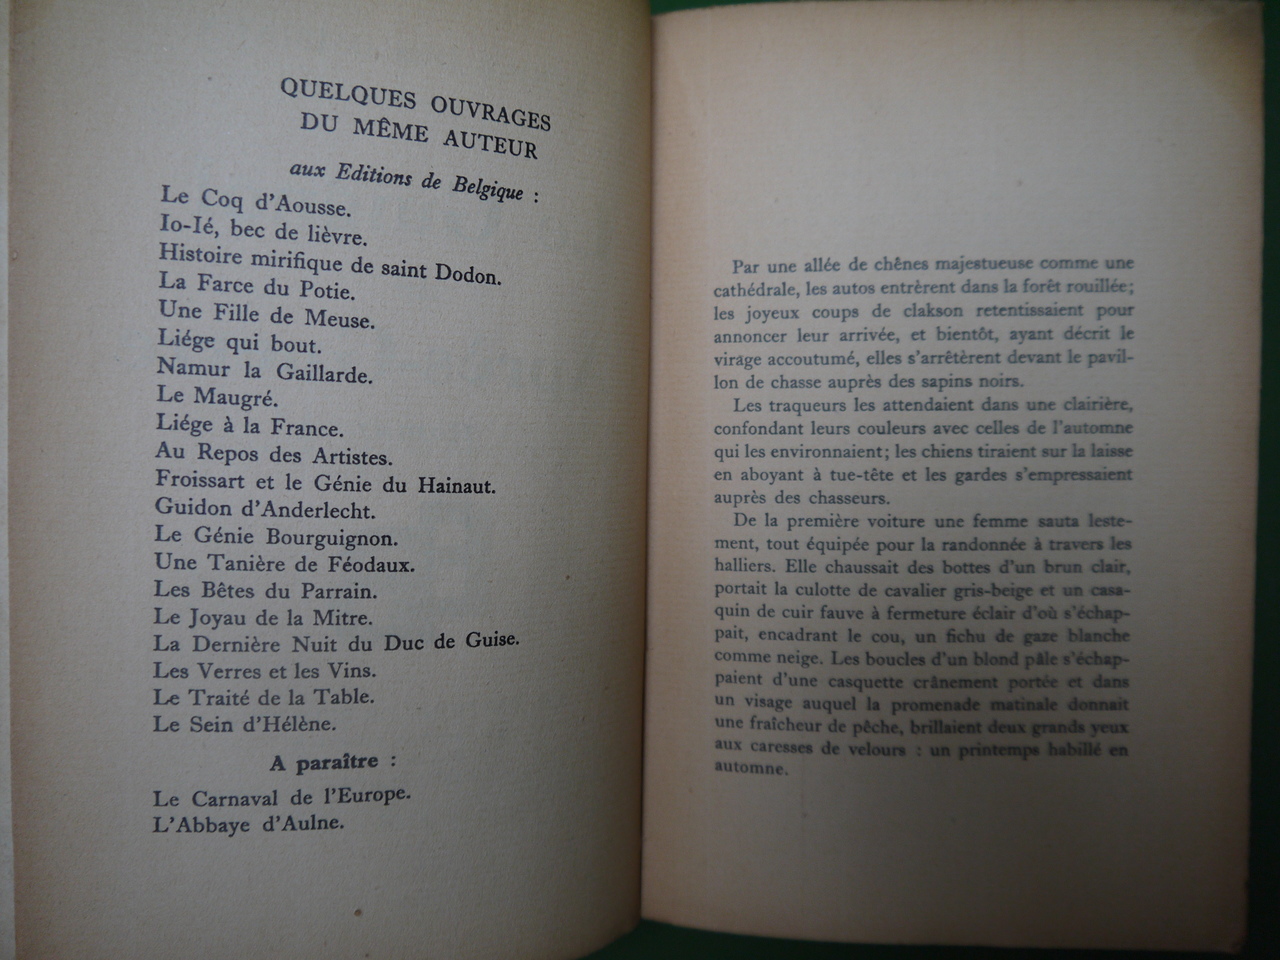 QUELQUES OUVRAGES
DU MÊME AUTEUR
aux Editions de Belgique :
Le Coq d'Aousse.
Io-Ié, bec de lièvre.
Histoire mirifique de saint Dodon.
La Farce du Potie.
Une Fille de Meuse.
Liége qui bout.
Namur la Gaillarde.
Le Maugré.
Liége à la France.
Au Repos des Artistes.
Froissart et le Génie du Hainaut.
Guidon d'Anderlecht.
Le Génie Bourguignon.
Une Tanière de Féodaux.
Les Bêtes du Parrain.
Le Joyau de la Mitre.
La Dernière Nuit du Duc de Guise.
Les Verres et les Vins.
Le Traité de la Table.
Le Sein d'Hélène.
A paraître :
Le Carnaval de l'Europe.
L'Abbaye d'Aulne.
Par une allée de chênes majestueuse comme une
cathédrale, les autos entrèrent dans la forêt rouillée;
les joyeux coups de clakson retentissaient pour
annoncer leur arrivée, et bientôt, ayant décrit le
virage accoutumé, elles s'arrêtèrent devant le pavil-
lon de chasse auprès des sapins noirs.
Les traqueurs les attendaient dans une clairière,
confondant leurs couleurs avec celles de l'automne
qui les environnaient; les chiens tiraient sur la laisse
en aboyant à tue-tête et les gardes s'empressaient
auprès des chasseurs.
De la première voiture une femme sauta leste-
ment, tout équipée pour la randonnée à travers les
halliers. Elle chaussait des bottes d'un brun clair,
portait la culotte de cavalier gris-beige et un casa-
quin de cuir fauve à fermeture éclair d'où s'échap-
pait, encadrant le cou, un fichu de gaze blanche
comme neige. Les boucles d'un blond pâle s'échap-
paient d'une casquette crânement portée et dans
un visage auquel la promenade matinale donnait
une fraîcheur de pêche, brillaient deux grands yeux
aux caresses de velours : un printemps habillé en
automne.